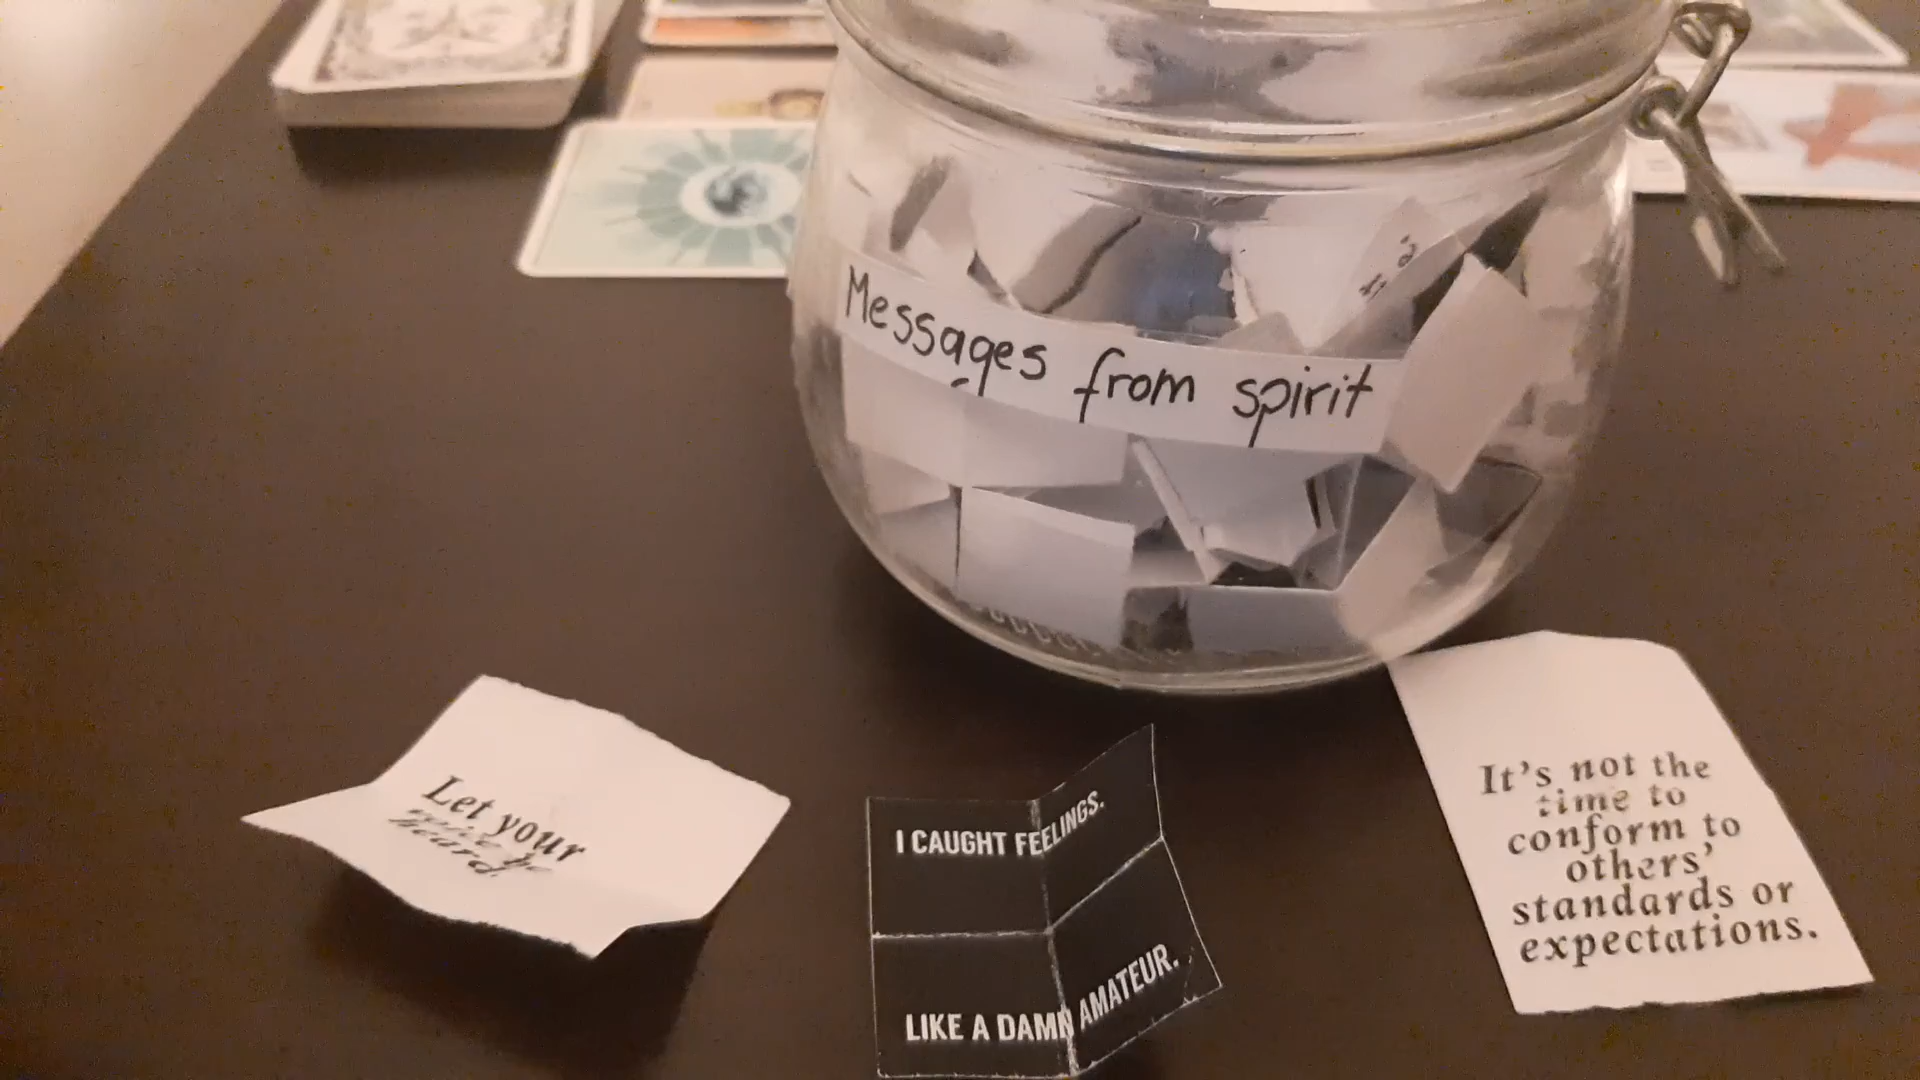 Messages from spirit
Let your
voice be
heard.
I CAUGHT FEELINGS.
LIKE A DAMN AMATEUR.
It's not the
time to
conform to
others'
standards or
expectations.